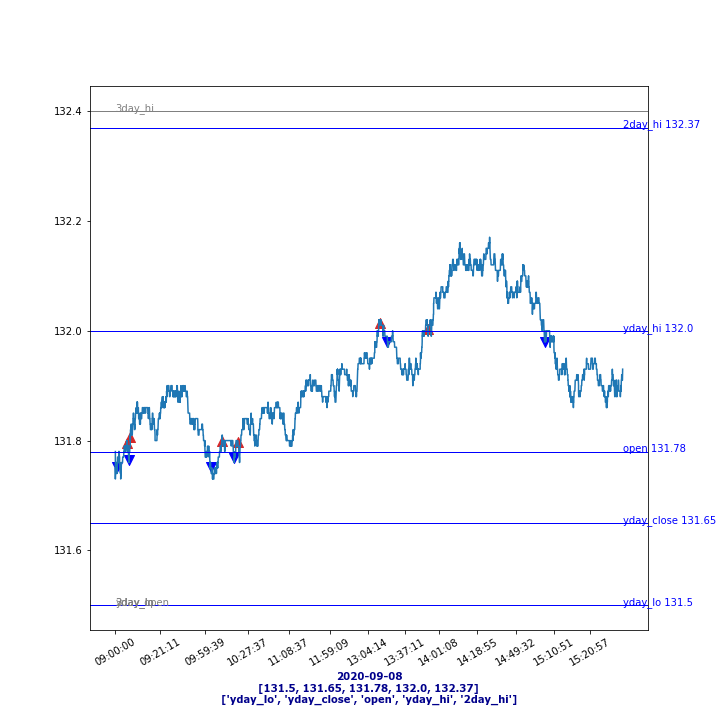 132.4
3day_hi
2day_hi 132.37
132.2
132.0
yday_hi 132.0
131.8
open 131.78
yday_close 131.65
131.6
yday_lo 131.5
09:00:00
09:21:11
09:59:39
10:27:37
11:08:37
11:59:09
13:04:14
13:37:11
14:01:08
14:18:55
14:49:32
15:10:51
15:20:57
2020-09-08
[131.5, 131.65, 131.78, 132.0, 132.37]
['yday_lo', 'yday_close', 'open', 'yday_hi', '2day_hi']